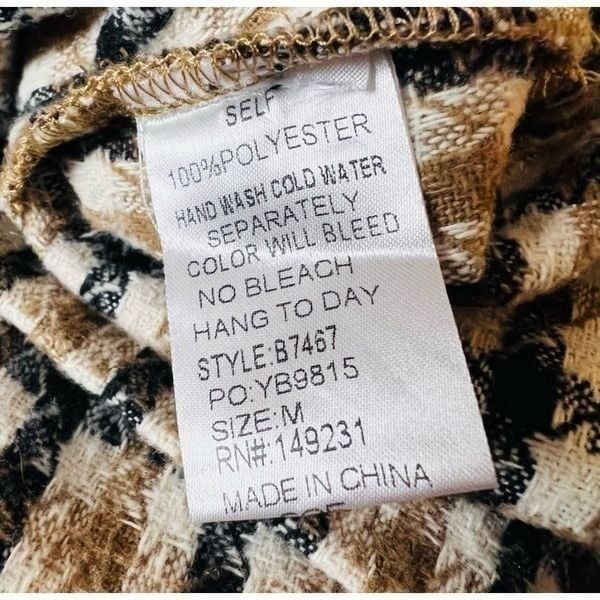 SELF
100%POLYESTER
HAND WASH COLD WATER
SEPARATELY
COLOR WILL BLEED
NO BLEACH
HANG TO DAY
STYLE:B7467
PO:YB9815
SIZE:M
RN#:149231
MADE IN CHINA